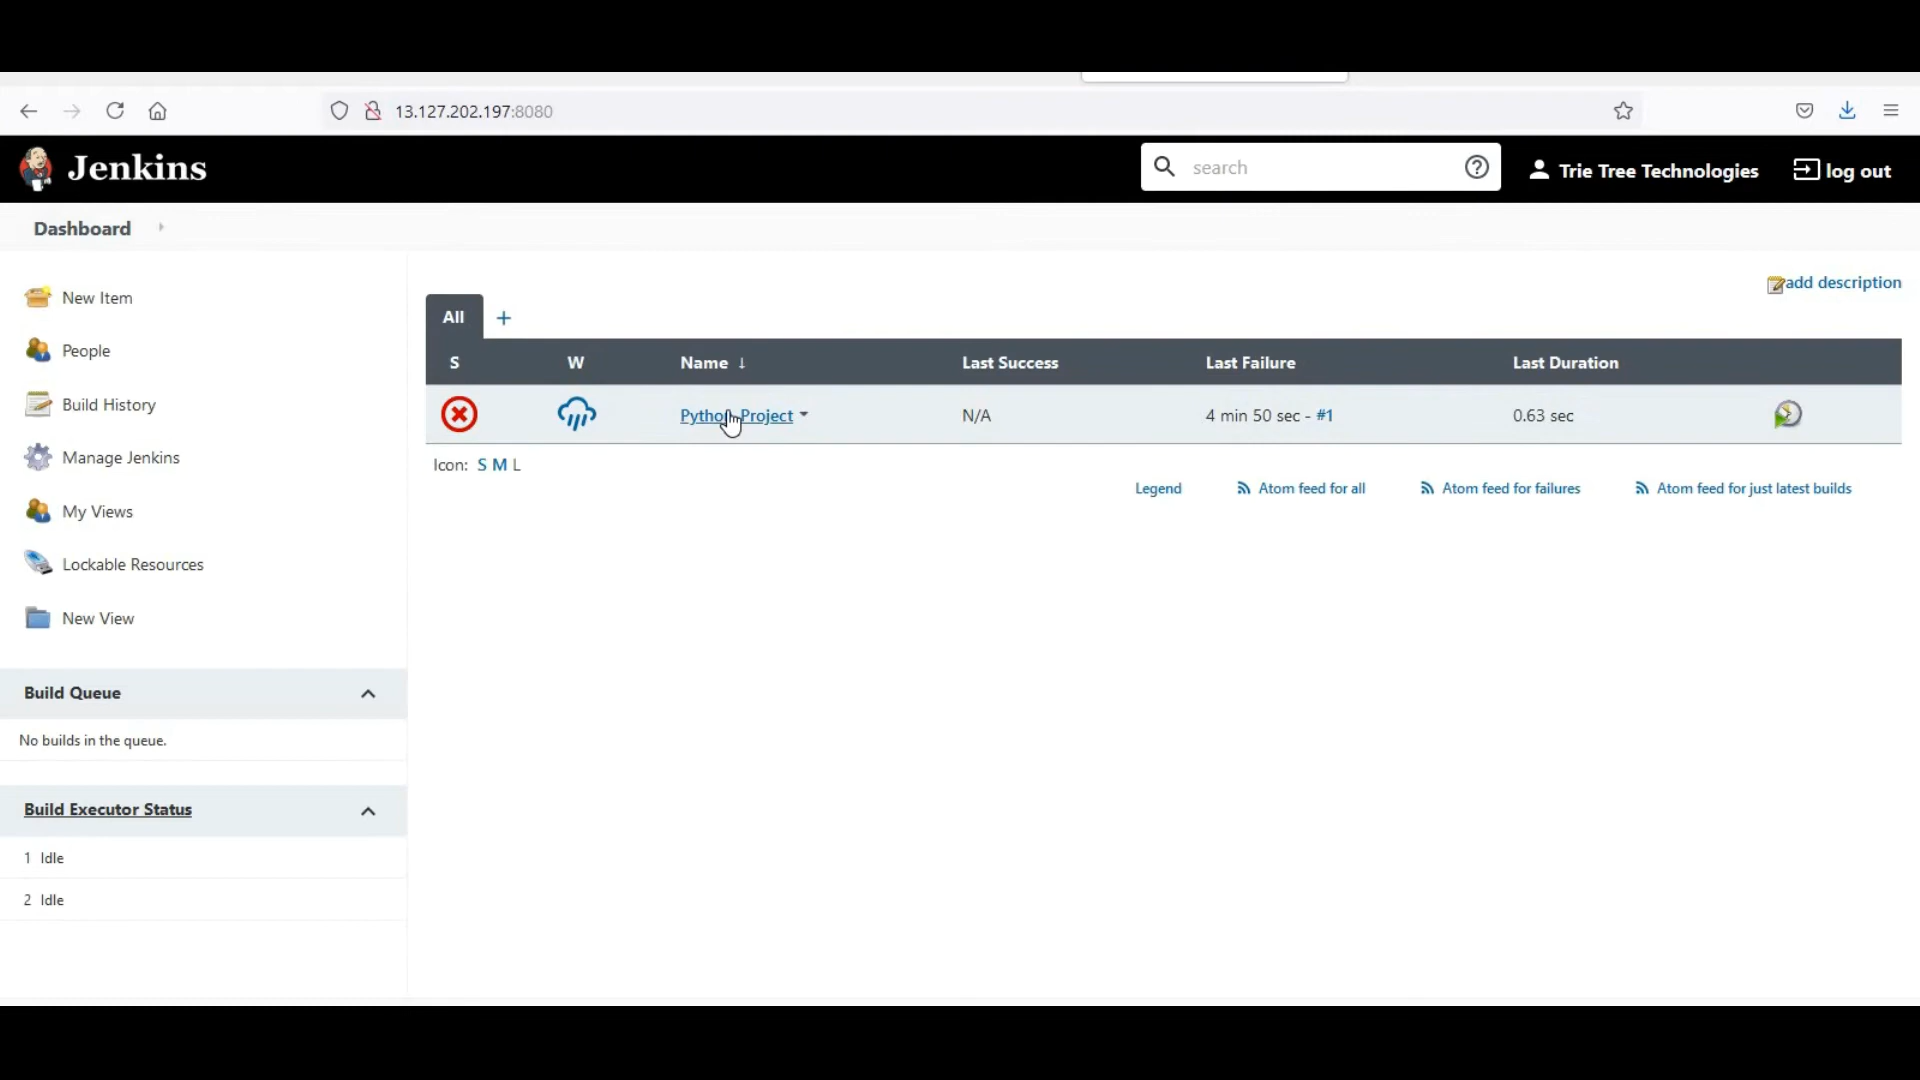 13.127.202.197:8080
Jenkins
search
Trie Tree Technologies
log out
Dashboard
add description
New Item
People
Build History
Manage Jenkins
My Views
Lockable Resources
New View
All +
S W Name ↓ Last Success Last Failure Last Duration
Python Project N/A 4 min 50 sec - #1 0.63 sec
Icon: S M L
Legend Atom feed for all Atom feed for failures Atom feed for just latest builds
Build Queue
No builds in the queue.
Build Executor Status
1 Idle
2 Idle